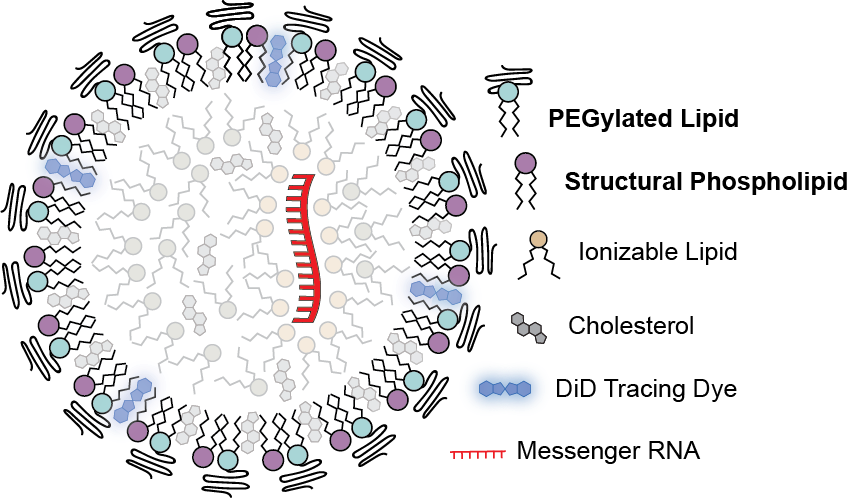 PEGylated Lipid
Structural Phospholipid
Ionizable Lipid
Cholesterol
DiD Tracing Dye
Messenger RNA